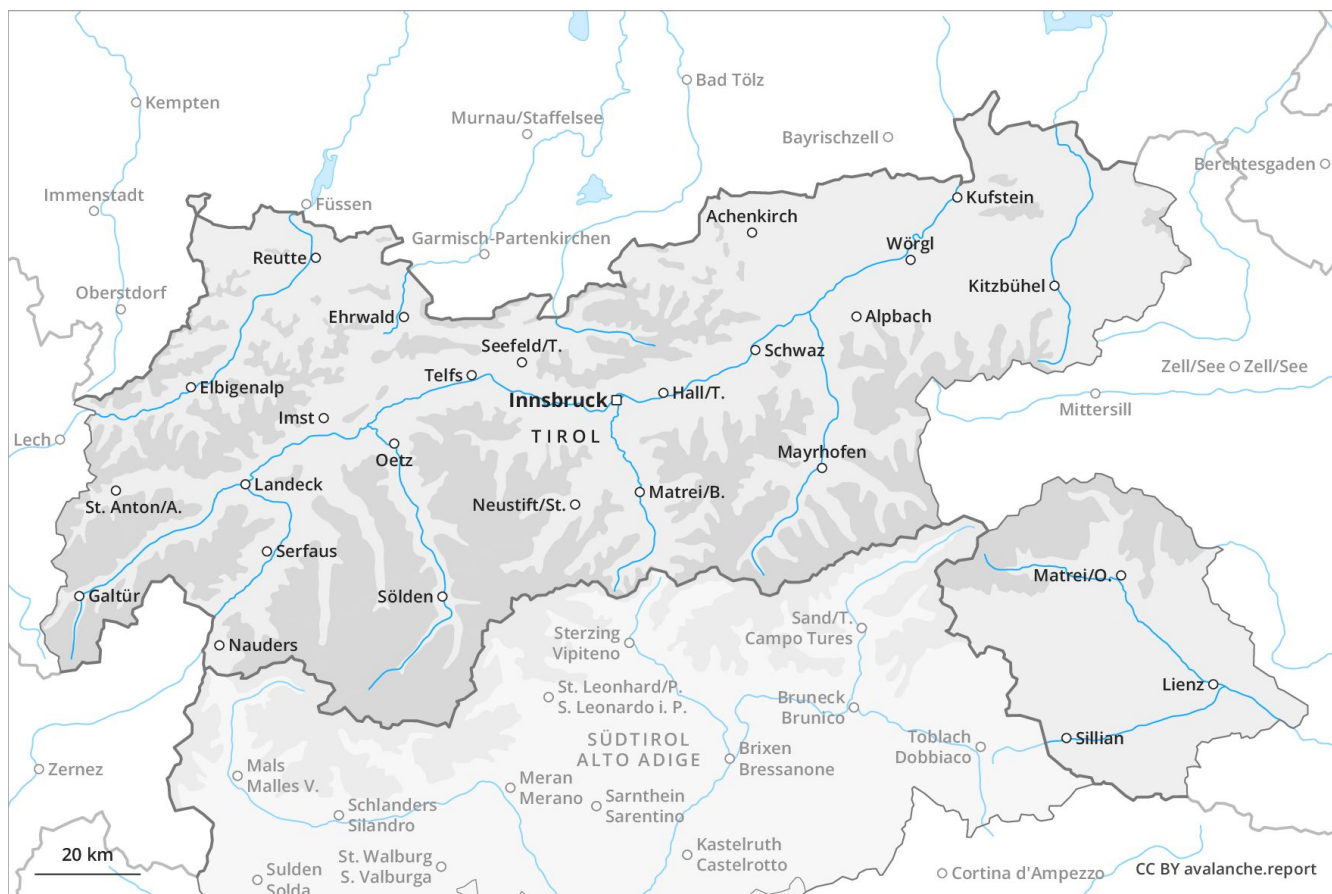 Kempten
Bad Tölz
Murnau/Staffelsee
Bayrischzell
Berchtesgaden
Immenstadt
Füssen
Kufstein
Achenkirch
Garmisch-Partenkirchen
Wörgl
Reutte
Oberstdorf
Kitzbühel
Ehrwald
Alpbach
Seefeld/T.
Schwaz
Zell/See
Zell/See
Telfs
Elbigenalp
Innsbruck
Hall/T.
Mittersill
Imst
TIROL
Lech
Oetz
Mayrhofen
Landeck
St. Anton/A.
Neustift/St.
Matrei/B.
Serfaus
Matrei/O.
Galtür
Sölden
Sand/T.
Campo Tures
Sterzing
Vipiteno
Nauders
Lienz
St. Leonhard/P.
S. Leonardo i. P.
Bruneck
Brunico
SÜDTIROL
ALTO ADIGE
Sillian
Toblach
Dobbiaco
Brixen
Bressanone
Zernez
Mals
Malles V.
Meran
Merano
Sarnthein
Sarentino
Schlanders
Silandro
Kastelruth
Castelrotto
20 km
St. Walburg
S. Valburga
Sulden
Solda
Cortina d'Ampezzo
CC BY avalanche.report